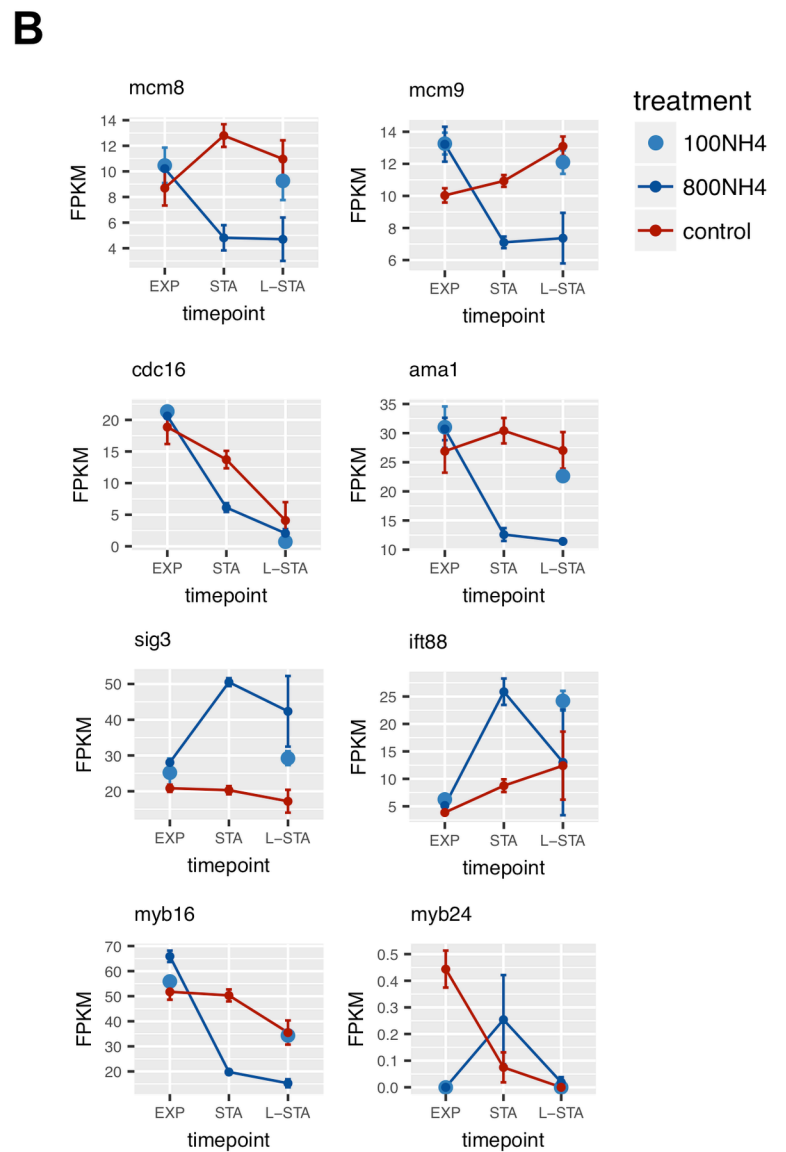 B
mcm8
mcm9
treatment
100NH4
800NH4
control
14
12
10
8
6
4
FPKM
EXP STA L-STA
timepoint
14
12
10
8
6
FPKM
EXP STA L-STA
timepoint
cdc16
ama1
20
15
10
5
0
FPKM
EXP STA L-STA
timepoint
35
30
25
20
15
10
FPKM
EXP STA L-STA
timepoint
sig3
ift88
50
40
30
20
FPKM
EXP STA L-STA
timepoint
25
20
15
10
5
FPKM
EXP STA L-STA
timepoint
myb16
myb24
70
60
50
40
30
20
FPKM
EXP STA L-STA
timepoint
0.5
0.4
0.3
0.2
0.1
0.0
FPKM
EXP STA L-STA
timepoint